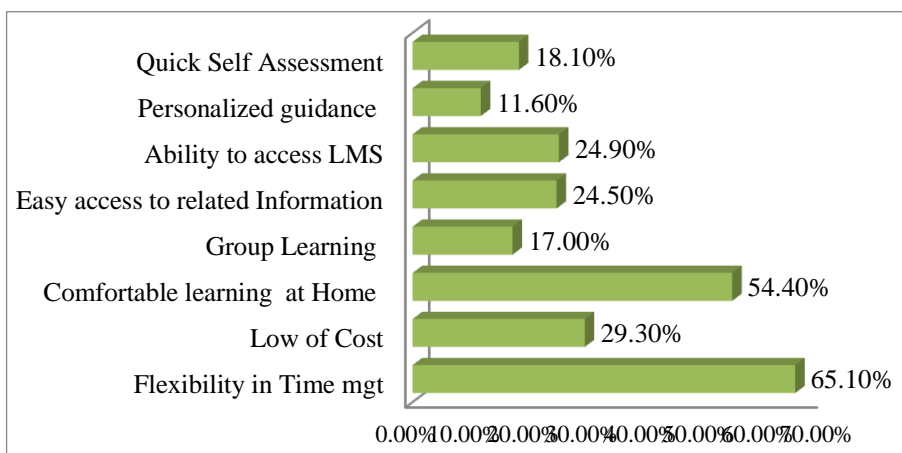 Quick Self Assessment 18.10%
Personalized guidance 11.60%
Ability to access LMS 24.90%
Easy access to related Information 24.50%
Group Learning 17.00%
Comfortable learning at Home 54.40%
Low of Cost 29.30%
Flexibility in Time mgt 65.10%
0.00% 10.00% 20.00% 30.00% 40.00% 50.00% 60.00% 70.00%